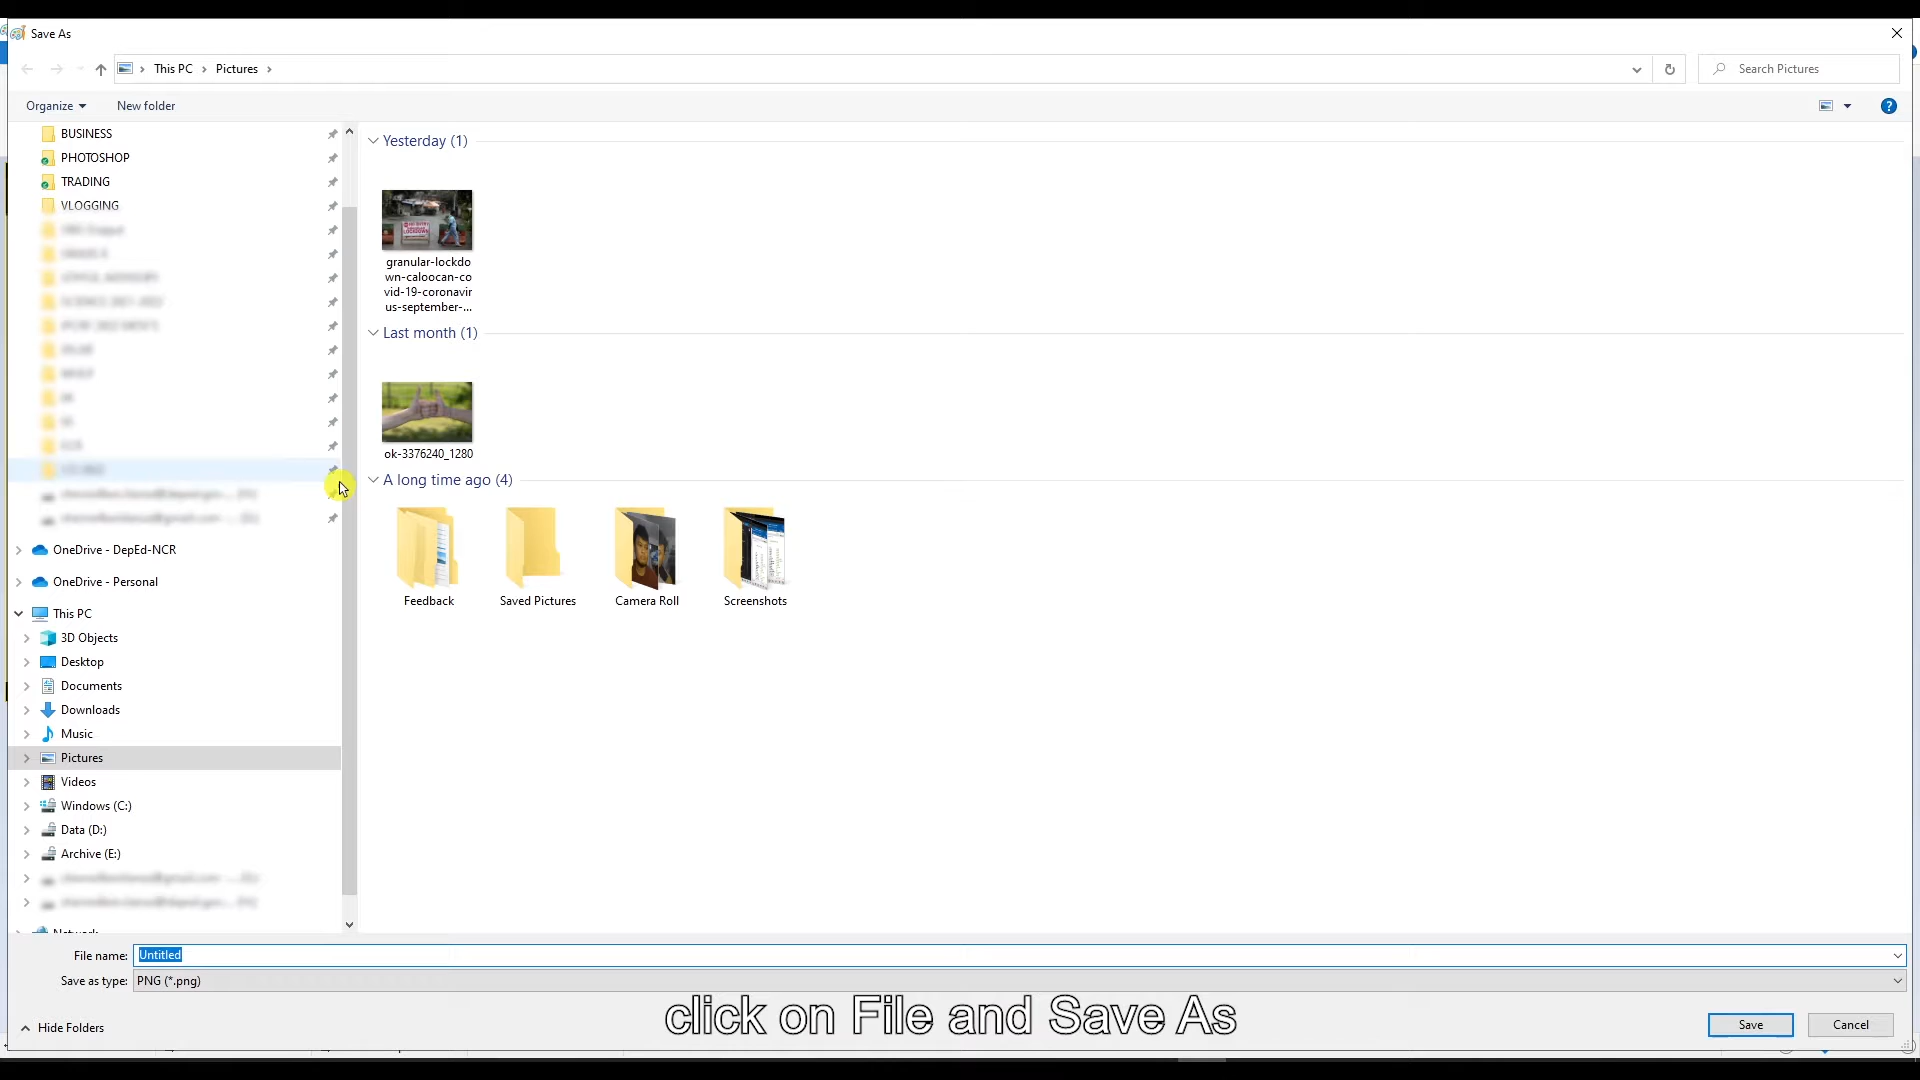 Save As
This PC > Pictures >
Search Pictures
Organize
New folder
BUSINESS
PHOTOSHOP
TRADING
VLOGGING
OneDrive - DepEd-NCR
OneDrive - Personal
This PC
3D Objects
Desktop
Documents
Downloads
Music
Pictures
Videos
Windows (C:)
Data (D:)
Archive (E:)
Yesterday (1)
granular-lockdo
wn-caloocan-co
vid-19-coronavir
us-september-...
Last month (1)
ok-3376240_1280
A long time ago (4)
Feedback
Saved Pictures
Camera Roll
Screenshots
File name: Untitled
Save as type: PNG (*.png)
click on File and Save As
Hide Folders
Save
Cancel